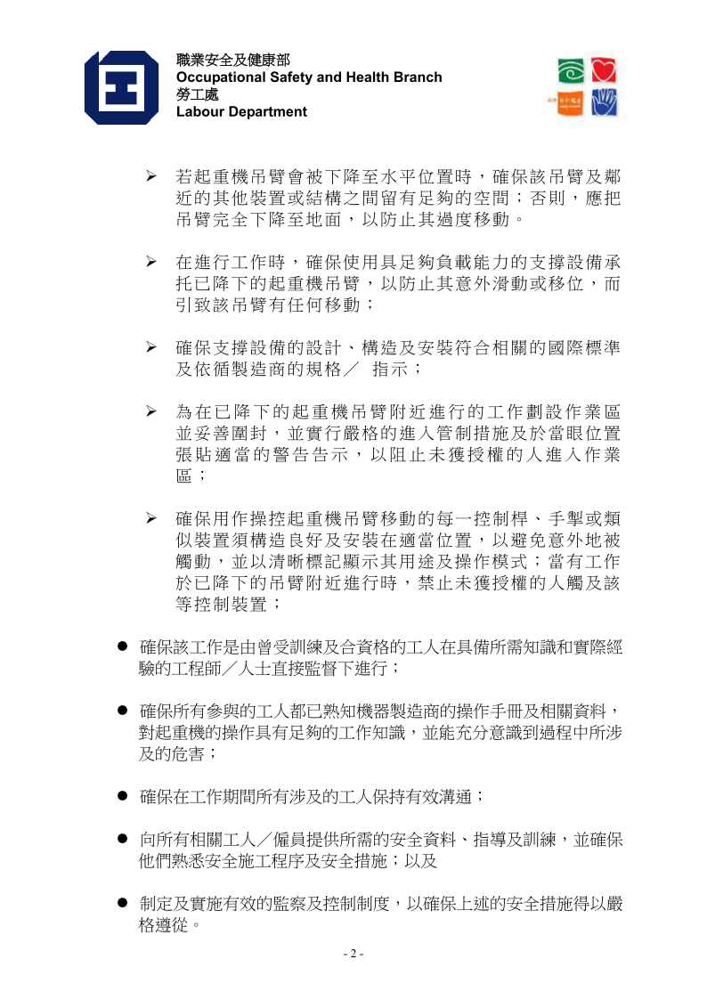 職業安全及健康部
Occupational Safety and Health Branch
勞工處
Labour Department
➢ 若起重機吊臂會被下降至水平位置時，確保該吊臂及鄰
近的其他裝置或結構之間留有足夠的空間；否則，應把
吊臂完全下降至地面，以防止其過度移動。
➢ 在進行工作時，確保使用具足夠負載能力的支撐設備承
托已降下的起重機吊臂，以防止其意外滑動或移位，而
引致該吊臂有任何移動；
➢ 確保支撐設備的設計、構造及安裝符合相關的國際標準
及依循製造商的規格／ 指示；
➢ 為在已降下的起重機吊臂附近進行的工作劃設作業區
並妥善圍封，並實行嚴格的進入管制措施及於當眼位置
張貼適當的警告告示，以阻止未獲授權的人進入作業
區；
➢ 確保用作操控起重機吊臂移動的每一控制桿、手掣或類
似裝置須構造良好及安裝在適當位置，以避免意外地被
觸動，並以清晰標記顯示其用途及操作模式；當有工作
於已降下的吊臂附近進行時，禁止未獲授權的人觸及該
等控制裝置；
● 確保該工作是由曾受訓練及合資格的工人在具備所需知識和實際經
驗的工程師／人士直接監督下進行；
● 確保所有參與的工人都已熟知機器製造商的操作手冊及相關資料，
對起重機的操作具有足夠的工作知識，並能充分意識到過程中所涉
及的危害；
● 確保在工作期間所有涉及的工人保持有效溝通；
● 向所有相關工人／僱員提供所需的安全資料、指導及訓練，並確保
他們熟悉安全施工程序及安全措施；以及
● 制定及實施有效的監察及控制制度，以確保上述的安全措施得以嚴
格遵從。
- 2 -